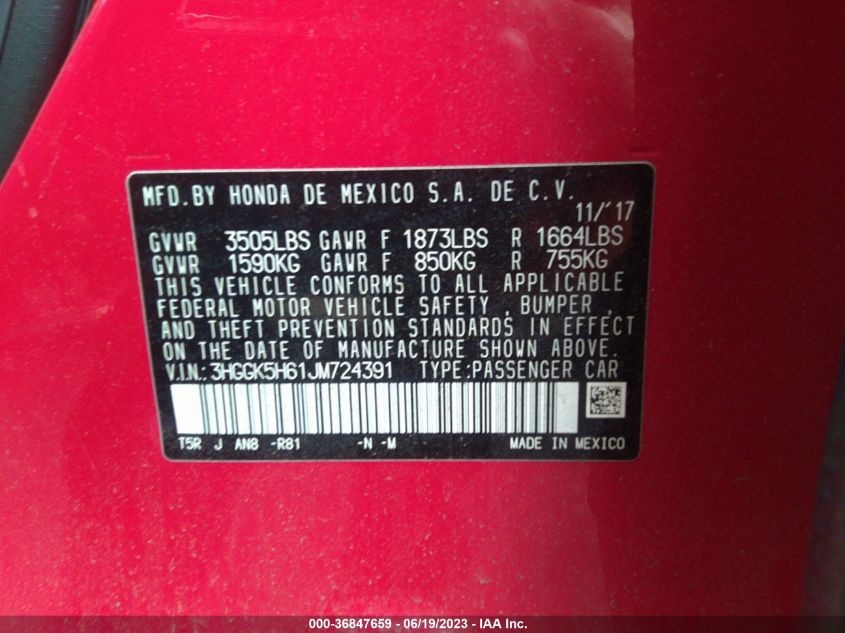 MFD.BY HONDA DE MEXICO S.A. DE C.V.
11/'17
GVWR 3505LBS GAWR F 1873LBS R 1664LBS
GVWR 1590KG GAWR F 850KG R 755KG
THIS VEHICLE CONFORMS TO ALL APPLICABLE
FEDERAL MOTOR VEHICLE SAFETY , BUMPER ,
AND THEFT PREVENTION STANDARDS IN EFFECT
ON THE DATE OF MANUFACTURE SHOWN ABOVE.
V.I.N.: 3HGGK5H61JM724391 TYPE:PASSENGER CAR
T5R J AN8 -R81 -N -M MADE IN MEXICO
000-36847659 - 06/19/2023 - IAA Inc.